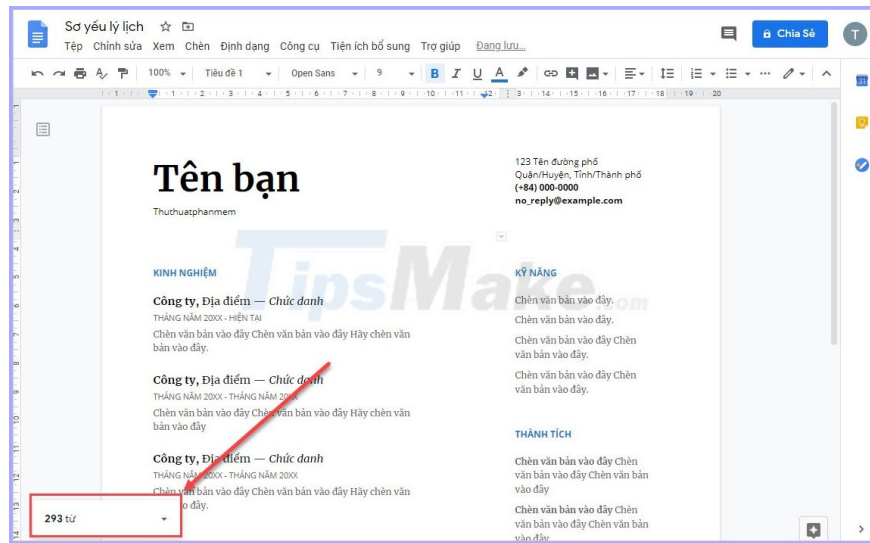 Sơ yếu lý lịch
Tệp Chỉnh sửa Xem Chèn Định dạng Công cụ Tiện ích bổ sung Trợ giúp Đang lưu...
Chia Sẻ
T
100% Tiêu đề 1 Open Sans 9 B I U A
31
Tên bạn
Thuthuatphanmem
123 Tên đường phố
Quận/Huyện, Tỉnh/Thành phố
(+84) 000-0000
no_reply@example.com
TipsMake.com
KINH NGHIỆM
Công ty, Địa điểm — Chức danh
THÁNG NĂM 20XX - HIỆN TẠI
Chèn văn bản vào đây Chèn văn bản vào đây Hãy chèn văn
bản vào đây.
Công ty, Địa điểm — Chức danh
THÁNG NĂM 20XX - THÁNG NĂM 20XX
Chèn văn bản vào đây Chèn văn bản vào đây Hãy chèn văn
bản vào đây
Công ty, Địa điểm — Chức danh
THÁNG NĂM 20XX - THÁNG NĂM 20XX
Chèn văn bản vào đây Chèn văn bản vào đây Hãy chèn văn
đây.
KỸ NĂNG
Chèn văn bản vào đây.
Chèn văn bản vào đây.
Chèn văn bản vào đây Chèn
văn bản vào đây.
Chèn văn bản vào đây Chèn
văn bản vào đây.
THÀNH TÍCH
Chèn văn bản vào đây Chèn
văn bản vào đây Chèn văn bản
vào đây
Chèn văn bản vào đây Chèn
văn bản vào đây Chèn văn bản
vào đây
293 từ